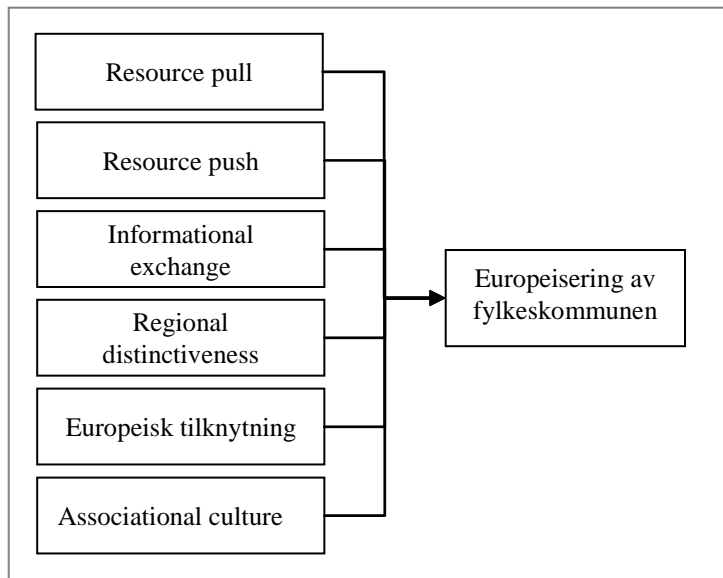 Resource pull
Resource push
Informational
exchange
Regional
distinctiveness
Europeisk tilknytning
Associational culture
Europeisering av
fylkeskommunen